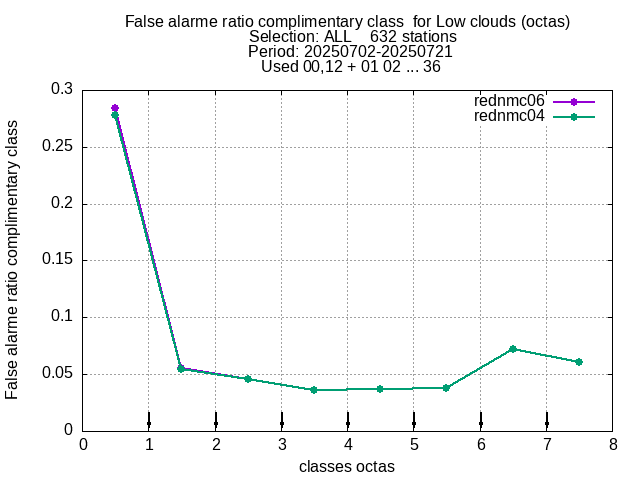 False alarme ratio complimentary class  for Low clouds (octas)
Selection: ALL    632 stations
Period: 20250702-20250721
Used 00,12 + 01 02 ... 36
rednmc06
rednmc04
0.3
0.25
0.2
0.15
0.1
0.05
0
False alarme ratio complimentary class
0 1 2 3 4 5 6 7 8
classes octas